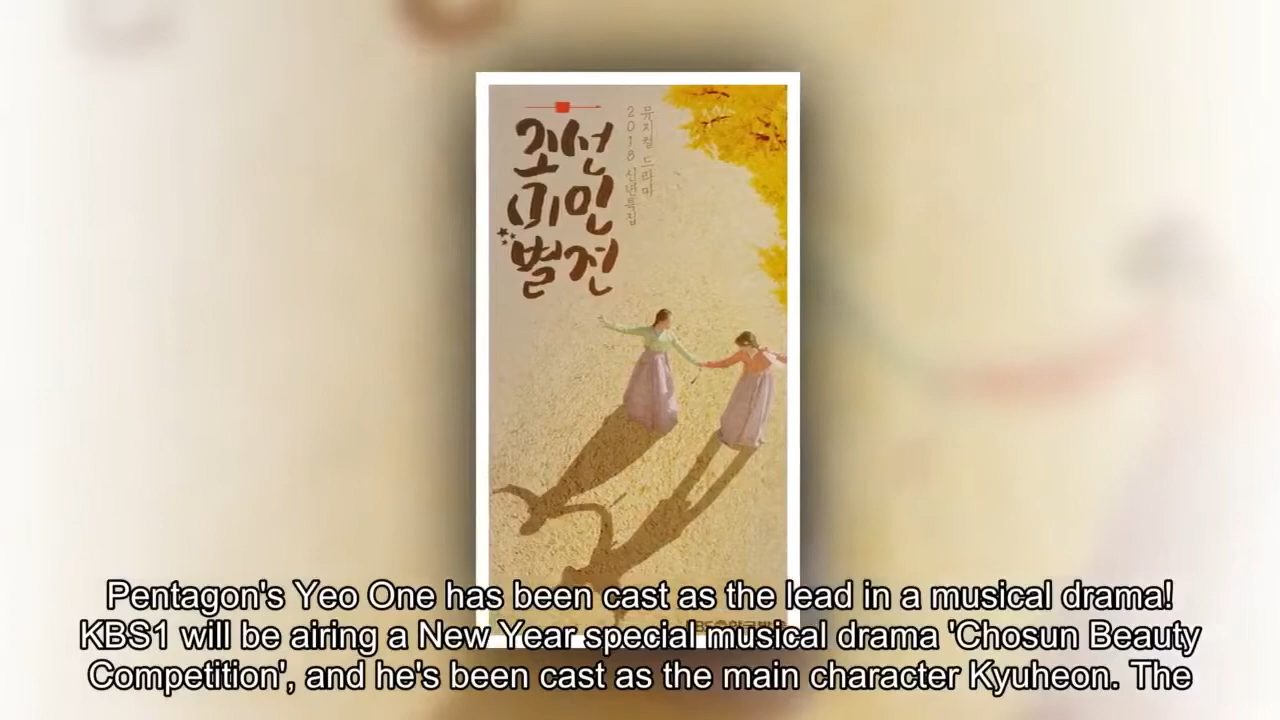 조선
미인
별전
뮤지컬 드라마
2018 신년특집
Pentagon's Yeo One has been cast as the lead in a musical drama!
KBS1 will be airing a New Year special musical drama 'Chosun Beauty
Competition', and he's been cast as the main character Kyuheon. The